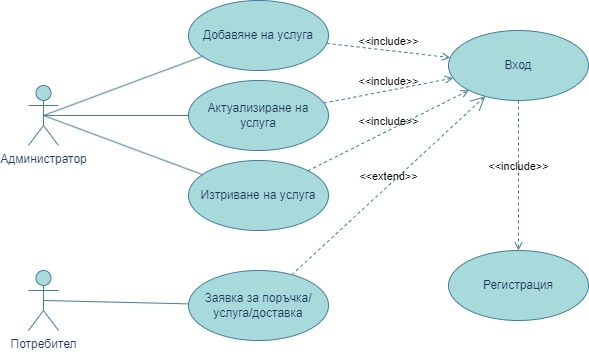 Добавяне на услуга
<<include>>
Вход
Актуализиране на
услуга
<<include>>
<<include>>
Администратор
Изтриване на услуга
<<extend>>
<<include>>
Заявка за поръчка/
услуга/доставка
Регистрация
Потребител